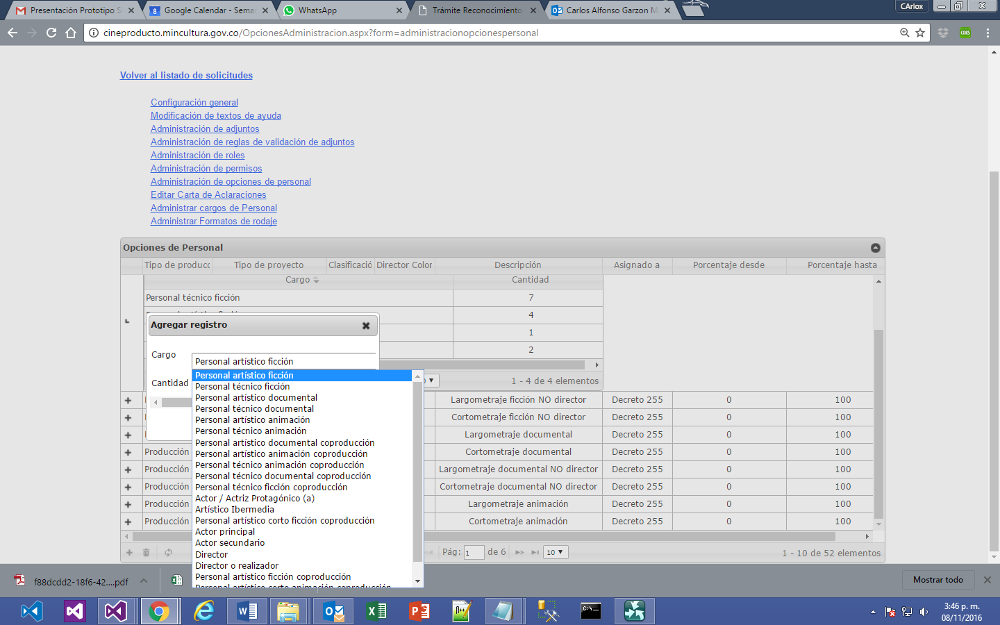 Presentación Prototipo S
Google Calendar - Sema
WhatsApp
Trámite Reconocimiento
Carlos Alfonso Garzon M
CArlox
cineproducto.mincultura.gov.co/OpcionesAdministracion.aspx?form=administracionopcionespersonal
CORS
Volver al listado de solicitudes
Configuración general
Modificación de textos de ayuda
Administración de adjuntos
Administración de reglas de validación de adjuntos
Administración de roles
Administración de permisos
Administración de opciones de personal
Editar Carta de Aclaraciones
Administrar cargos de Personal
Administrar Formatos de rodaje
Opciones de Personal
Tipo de producc Tipo de proyecto Clasificació Director Color Descripción Asignado a Porcentaje desde Porcentaje hasta
Cargo Cantidad
Personal técnico ficción 7
4
1
2
1 - 4 de 4 elementos
Agregar registro
Cargo
Personal artístico ficción
Cantidad
Personal artístico ficción
Personal técnico ficción
Personal artístico documental
Personal técnico documental
Personal artístico animación
Personal técnico animación
Personal artístico documental coproducción
Personal artístico animación coproducción
Personal técnico animación coproducción
Personal técnico documental coproducción
Personal técnico ficción coproducción
Actor / Actriz Protagónico (a)
Artístico Ibermedia
Personal artístico corto ficción coproducción
Actor principal
Actor secundario
Director
Director o realizador
Personal artístico ficción coproducción
Personal artístico corto animación coproducción
Largometraje ficción NO director Decreto 255 0 100
Cortometraje ficción NO director Decreto 255 0 100
Largometraje documental Decreto 255 0 100
Producción Cortometraje documental Decreto 255 0 100
Producción Largometraje documental NO director Decreto 255 0 100
Producción Cortometraje documental NO director Decreto 255 0 100
Producción Largometraje animación Decreto 255 0 100
Producción Cortometraje animación Decreto 255 0 100
Pág: 1 de 6 10 1 - 10 de 52 elementos
f88dcdd2-18f6-42....pdf
Mostrar todo
3:46 p. m.
08/11/2016